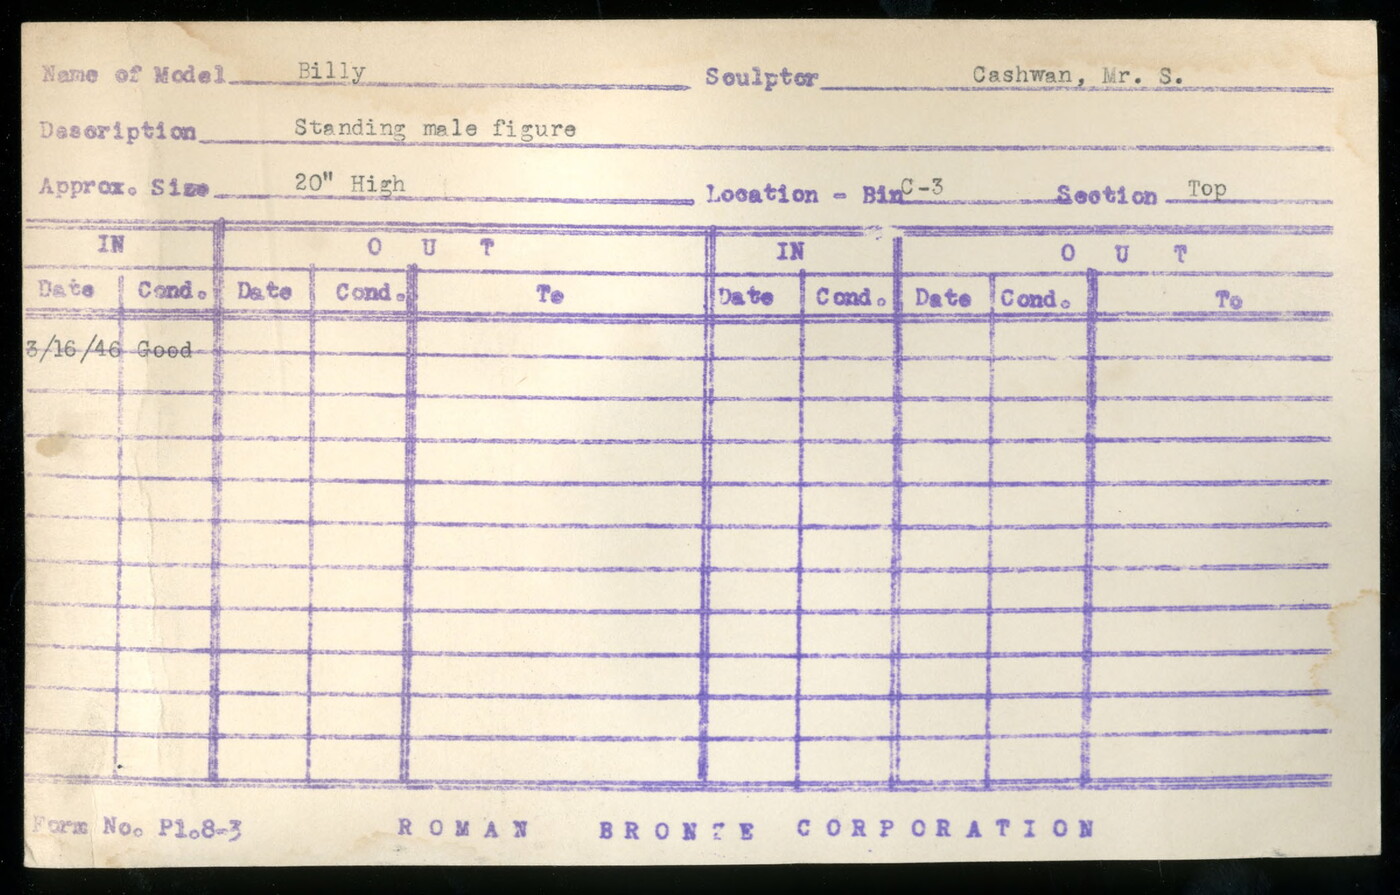 Name of Model Billy Sculptor Cashwan, Mr. S.
Description Standing male figure
Approx. Size 20" High Location - Bin C-3 Section Top
IN O U T IN O U T
Date Cond. Date Cond. To Date Cond. Date Cond. To
3/16/46 Good
Form No. P1.8-3 ROMAN BRONZE CORPORATION